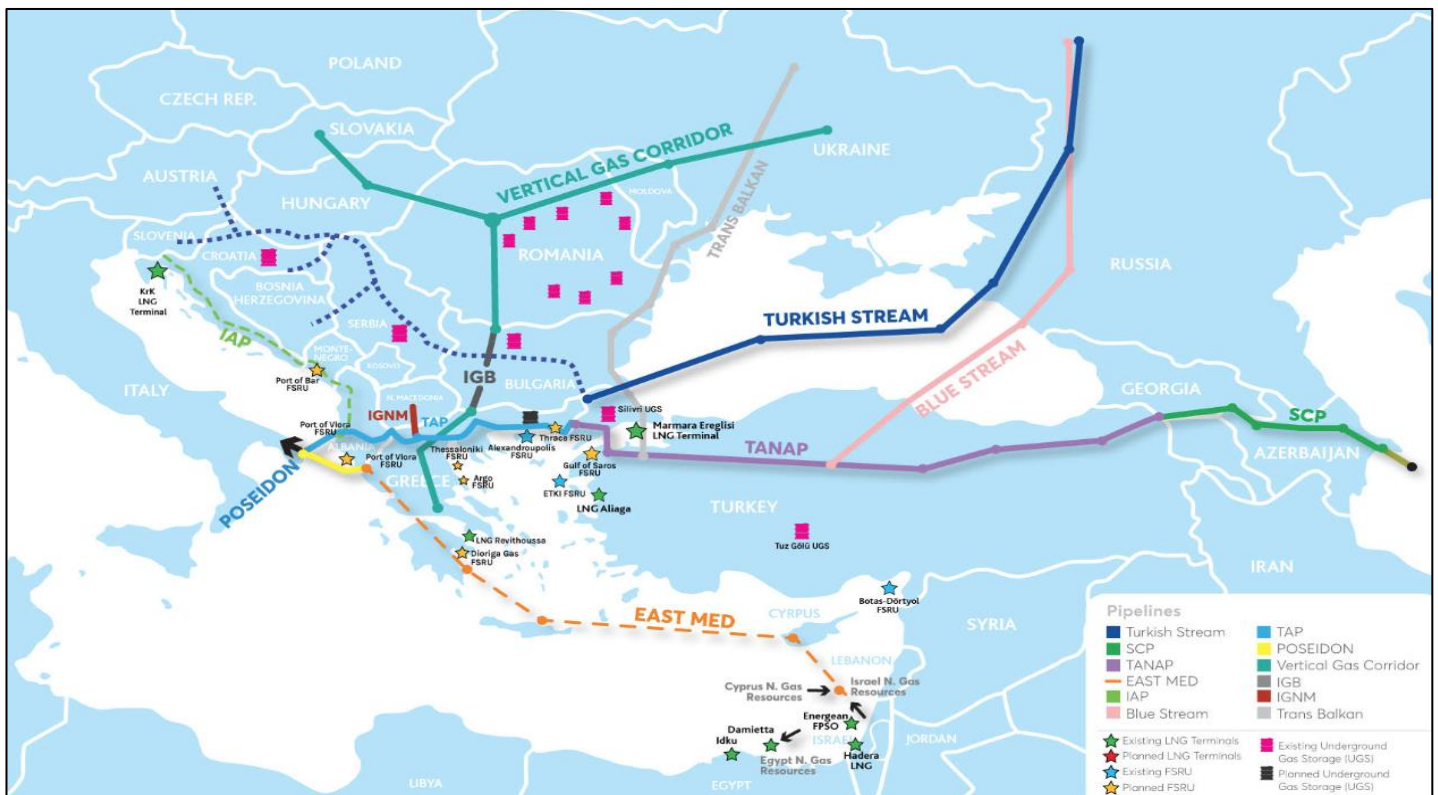 POLAND
CZECH REP.
SLOVAKIA
UKRAINE
VERTICAL GAS CORRIDOR
AUSTRIA
MOLDOVA
HUNGARY
TRANS BALKAN
SLOVENIA
CROATIA
ROMANIA
RUSSIA
KrK
LNG
Terminal
BOSNIA
HERZEGOVINA
SERBIA
TURKISH STREAM
IAP
MONTE-
NEGRO
KOSOVO
BLUE STREAM
IGB
BULGARIA
GEORGIA
ITALY
Port of Bar
FSRU
N. MACEDONIA
IGNM
TAP
Silivri UGS
Marmara Ereglisi
LNG Terminal
SCP
Port of Vlora
FSRU
ALBANIA
Port of Vlora
FSRU
Thessaloniki
FSRU
Alexandroupolis
FSRU
Thrace FSRU
TANAP
AZERBAIJAN
Gulf of Saros
FSRU
GREECE
Argo
FSRU
ETKI FSRU
LNG Aliaga
POSEIDON
TURKEY
LNG Revithoussa
Dioriga Gas
FSRU
Tuz Gölü UGS
IRAN
Botas-Dörtyol
FSRU
EAST MED
CYRPUS
SYRIA
LEBANON
Cyprus N. Gas
Resources
Israel N. Gas
Resources
Energean
FPSO
Damietta
Idku
ISRAEL
Egypt N. Gas
Resources
Hadera
LNG
JORDAN
LIBYA
EGYPT
Pipelines
Turkish Stream
SCP
TANAP
EAST MED
IAP
Blue Stream
TAP
POSEIDON
Vertical Gas Corridor
IGB
IGNM
Trans Balkan
Existing LNG Terminals
Planned LNG Terminals
Existing FSRU
Planned FSRU
Existing Underground
Gas Storage (UGS)
Planned Underground
Gas Storage (UGS)